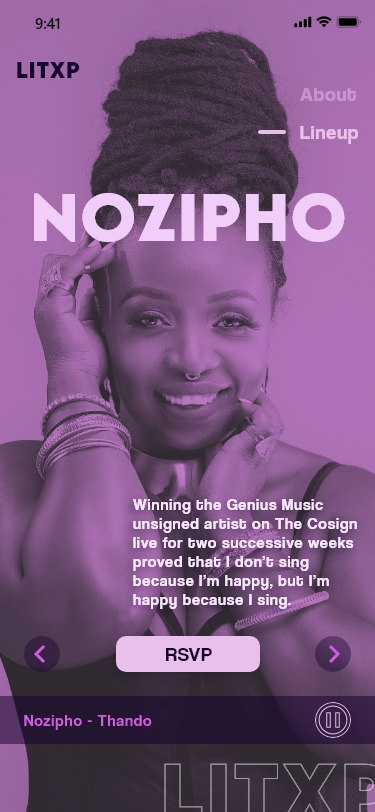 9:41
LITXP
About
Lineup
NOZIPHO
Winning the Genius Music
unsigned artist on The Cosign
live for two successive weeks
proved that I don't sing
because I'm happy, but I'm
happy because I sing.
RSVP
Nozipho - Thando
LITXP